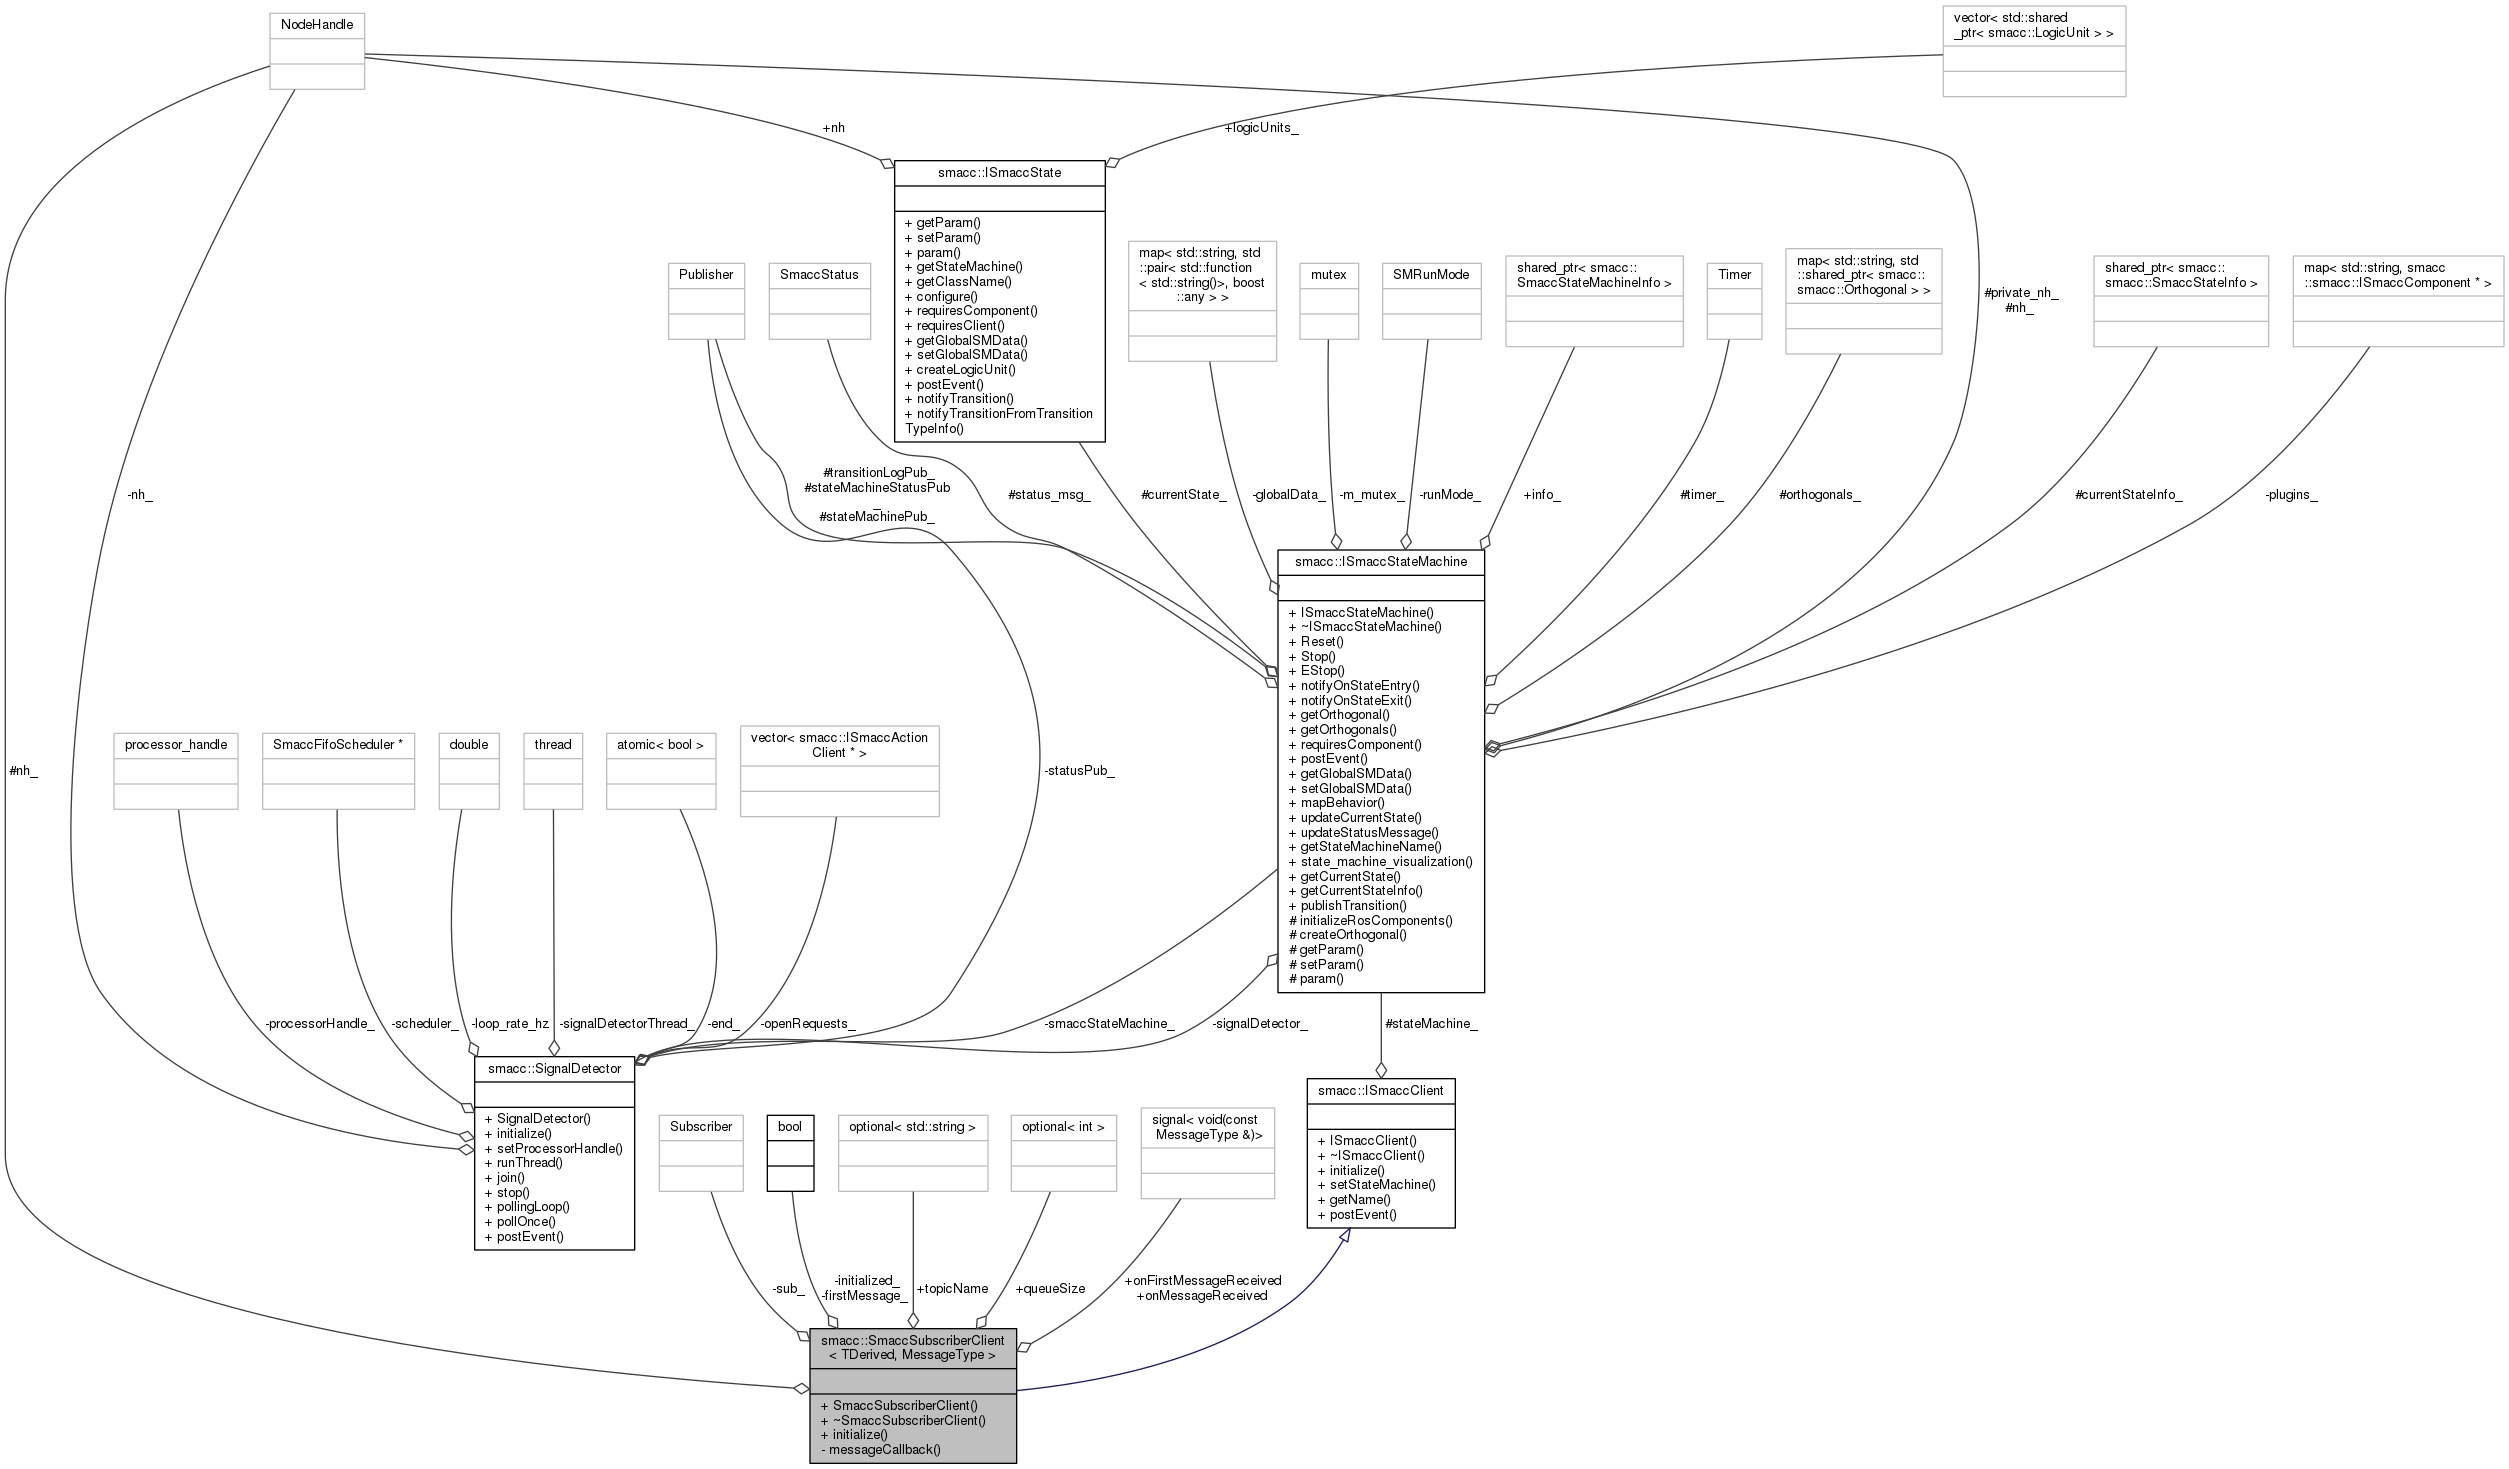 NodeHandle
vector< std::shared
_ptr< smacc::LogicUnit > >
+nh
+logicUnits_
smacc::ISmaccState
+ getParam()
+ setParam()
+ param()
+ getStateMachine()
+ getClassName()
+ configure()
+ requiresComponent()
+ requiresClient()
+ getGlobalSMData()
+ setGlobalSMData()
+ createLogicUnit()
+ postEvent()
+ notifyTransition()
+ notifyTransitionFromTransition
TypeInfo()
Publisher
SmaccStatus
map< std::string, std
::pair< std::function
< std::string()>, boost
::any > >
mutex
SMRunMode
shared_ptr< smacc::
SmaccStateMachineInfo >
Timer
map< std::string, std
::shared_ptr< smacc::
smacc::Orthogonal > >
#private_nh_
#nh_
shared_ptr< smacc::
smacc::SmaccStateInfo >
map< std::string, smacc
::smacc::ISmaccComponent * >
-nh_
#transitionLogPub_
#stateMachineStatusPub
_
#stateMachinePub_
#status_msg_
#currentState_
-globalData_
-m_mutex_
-runMode_
+info_
#timer_
#orthogonals_
#currentStateInfo_
-plugins_
smacc::ISmaccStateMachine
+ ISmaccStateMachine()
+ ~ISmaccStateMachine()
+ Reset()
+ Stop()
+ EStop()
+ notifyOnStateEntry()
+ notifyOnStateExit()
+ getOrthogonal()
+ getOrthogonals()
+ requiresComponent()
+ postEvent()
+ getGlobalSMData()
+ setGlobalSMData()
+ mapBehavior()
+ updateCurrentState()
+ updateStatusMessage()
+ getStateMachineName()
+ state_machine_visualization()
+ getCurrentState()
+ getCurrentStateInfo()
+ publishTransition()
# initializeRosComponents()
# createOrthogonal()
# getParam()
# setParam()
# param()
#nh_
processor_handle
SmaccFifoScheduler *
double
thread
atomic< bool >
vector< smacc::ISmaccAction
Client * >
-statusPub_
-processorHandle_
-scheduler_
-loop_rate_hz
-signalDetectorThread_
-end_
-openRequests_
-smaccStateMachine_
-signalDetector_
#stateMachine_
smacc::SignalDetector
+ SignalDetector()
+ initialize()
+ setProcessorHandle()
+ runThread()
+ join()
+ stop()
+ pollingLoop()
+ pollOnce()
+ postEvent()
Subscriber
bool
optional< std::string >
optional< int >
signal< void(const
MessageType &)>
smacc::ISmaccClient
+ ISmaccClient()
+ ~ISmaccClient()
+ initialize()
+ setStateMachine()
+ getName()
+ postEvent()
-sub_
-initialized_
-firstMessage_
+topicName
+queueSize
+onFirstMessageReceived
+onMessageReceived
smacc::SmaccSubscriberClient
< TDerived, MessageType >
+ SmaccSubscriberClient()
+ ~SmaccSubscriberClient()
+ initialize()
- messageCallback()